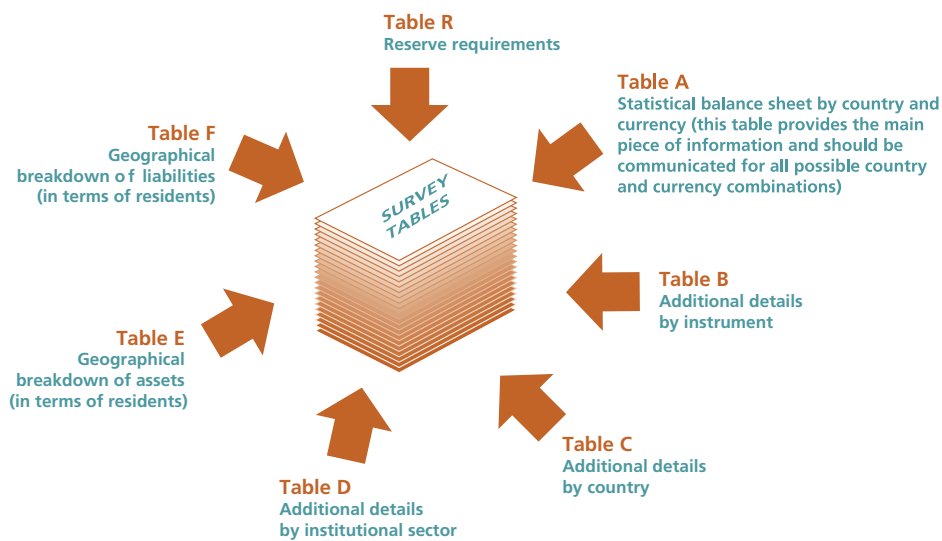 Table R
Reserve requirements
Table A
Statistical balance sheet by country and
currency (this table provides the main
piece of information and should be
communicated for all possible country
and currency combinations)
Table F
Geographical
breakdown of liabilities
(in terms of residents)
SURVEY
TABLES
Table B
Additional details
by instrument
Table E
Geographical
breakdown of assets
(in terms of residents)
Table C
Additional details
by country
Table D
Additional details
by institutional sector